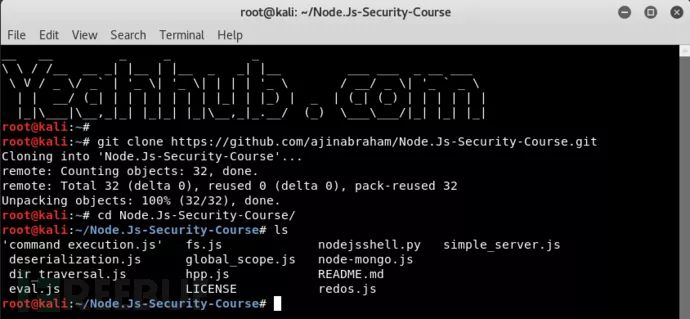 root@kali: ~/Node.Js-Security-Course
File Edit View Search Terminal Help
Yeahhub.com
root@kali:~#
root@kali:~# git clone https://github.com/ajinabraham/Node.Js-Security-Course.git
Cloning into 'Node.Js-Security-Course'...
remote: Counting objects: 32, done.
remote: Total 32 (delta 0), reused 0 (delta 0), pack-reused 32
Unpacking objects: 100% (32/32), done.
root@kali:~# cd Node.Js-Security-Course/
root@kali:~/Node.Js-Security-Course# ls
'command execution.js' fs.js nodejsshell.py simple_server.js
deserialization.js global_scope.js node-mongo.js
dir_traversal.js hpp.js README.md
eval.js LICENSE redos.js
root@kali:~/Node.Js-Security-Course#